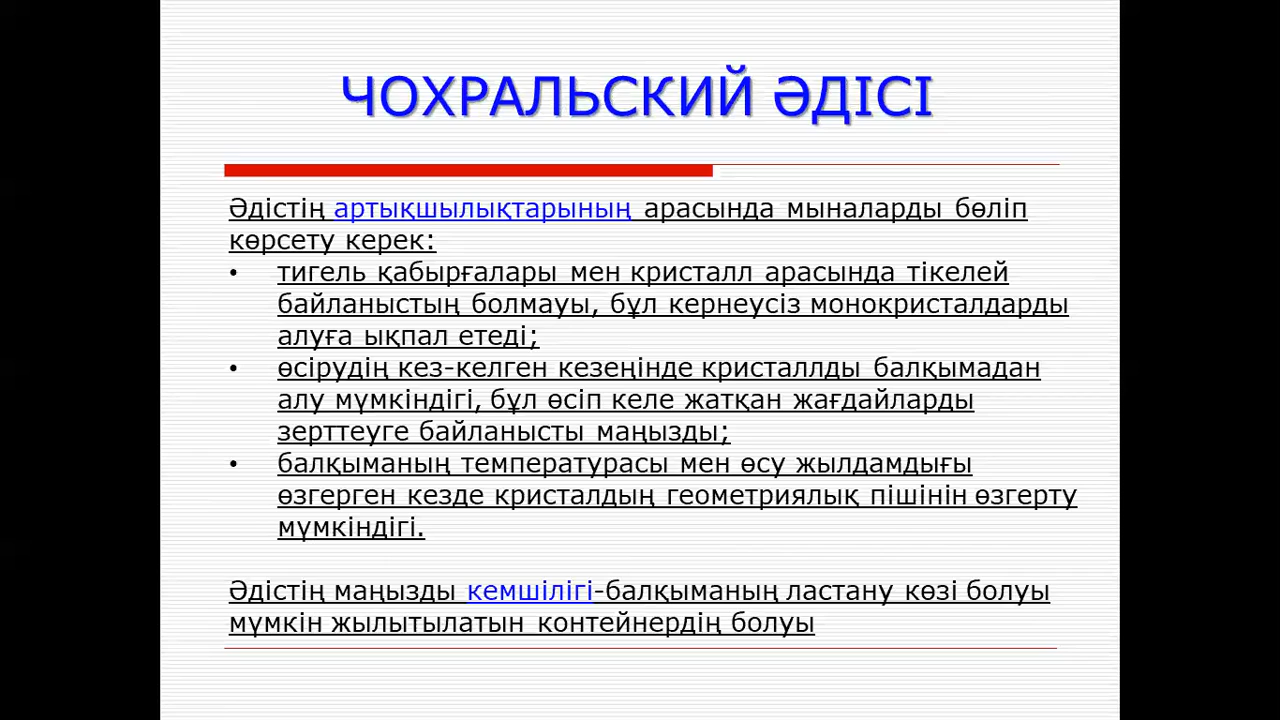 ЧОХРАЛЬСКИЙ ӘДІСІ
Әдістің артықшылықтарының арасында мыналарды бөліп
көрсету керек:
• тигель қабырғалары мен кристалл арасында тікелей
байланыстың болмауы, бұл кернеусіз монокристалдарды
алуға ықпал етеді;
• өсірудің кез-келген кезеңінде кристаллды балқымадан
алу мүмкіндігі, бұл өсіп келе жатқан жағдайларды
зерттеуге байланысты маңызды;
• балқыманың температурасы мен өсу жылдамдығы
өзгерген кезде кристалдың геометриялық пішінін өзгерту
мүмкіндігі.
Әдістің маңызды кемшілігі-балқыманың ластану көзі болуы
мүмкін жылытылатын контейнердің болуы